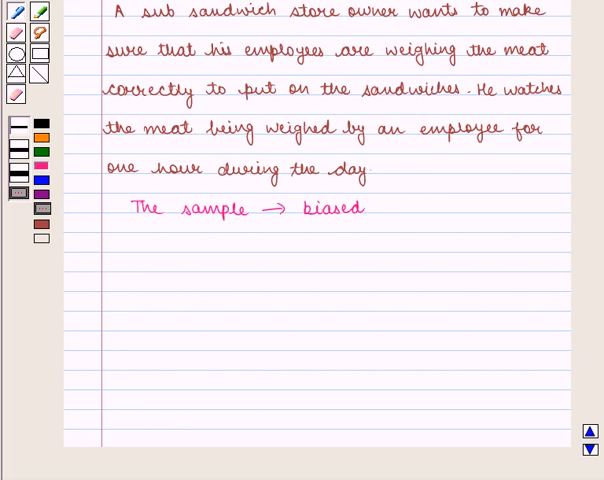 A sub sandwich store owner wants to make
sure that his employees are weighing the meat
correctly to put on the sandwiches. He watches
the meat being weighed by an employee for
one hour during the day.
The sample → biased